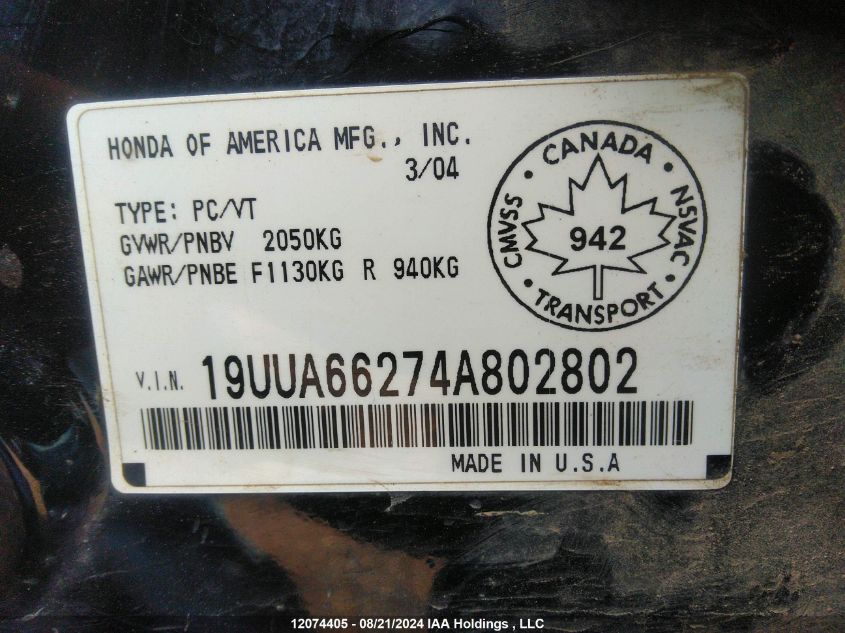 HONDA OF AMERICA MFG., INC.
3/04
TYPE: PC/VT
GVWR/PNBV 2050KG
GAWR/PNBE F1130KG R 940KG
CANADA
CMVSS
942
NSVAC
TRANSPORT
V.I.N. 19UUA66274A802802
MADE IN U.S.A
12074405 - 08/21/2024 IAA Holdings , LLC